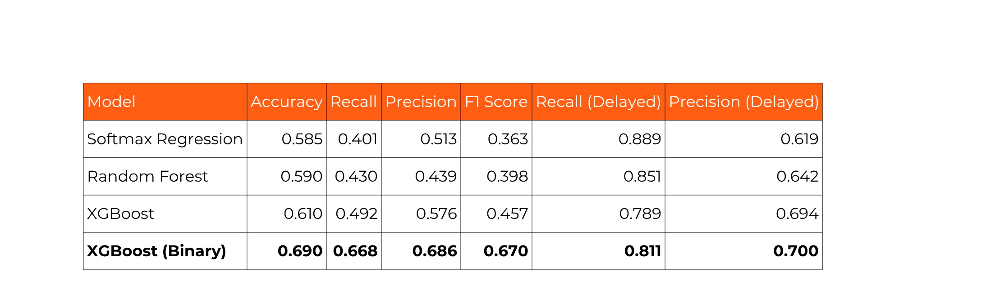 Model Accuracy Recall Precision F1 Score Recall (Delayed) Precision (Delayed)
Softmax Regression 0.585 0.401 0.513 0.363 0.889 0.619
Random Forest 0.590 0.430 0.439 0.398 0.851 0.642
XGBoost 0.610 0.492 0.576 0.457 0.789 0.694
XGBoost (Binary) 0.690 0.668 0.686 0.670 0.811 0.700